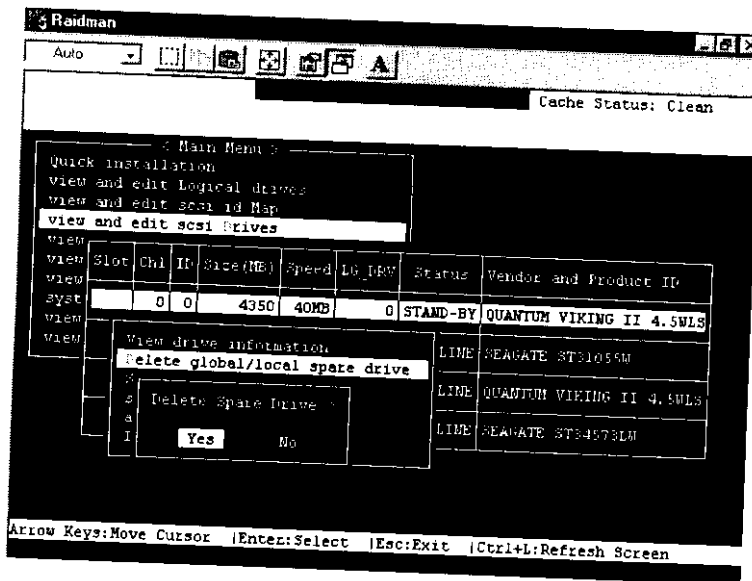 Raidman
Auto
A
Cache Status: Clean
< Main Menu >
Quick installation
view and edit Logical drives
view and edit scsi id Map
view and edit scsi Drives
view
view
view
syst
view
view
Slot Chl ID Size(MB) Speed LG_DRV Status Vendor and Product ID
0 0 4350 40MB 0 STAND-BY QUANTUM VIKING II 4.5WLS
LINE SEAGATE ST31055W
LINE QUANTUM VIKING II 4.5WLS
LINE SEAGATE ST34573LW
View drive information
Delete global/local spare drive
s
a
I
Delete Spare Drive ?
Yes No
Arrow Keys:Move Cursor |Enter:Select |Esc:Exit |Ctrl+L:Refresh Screen